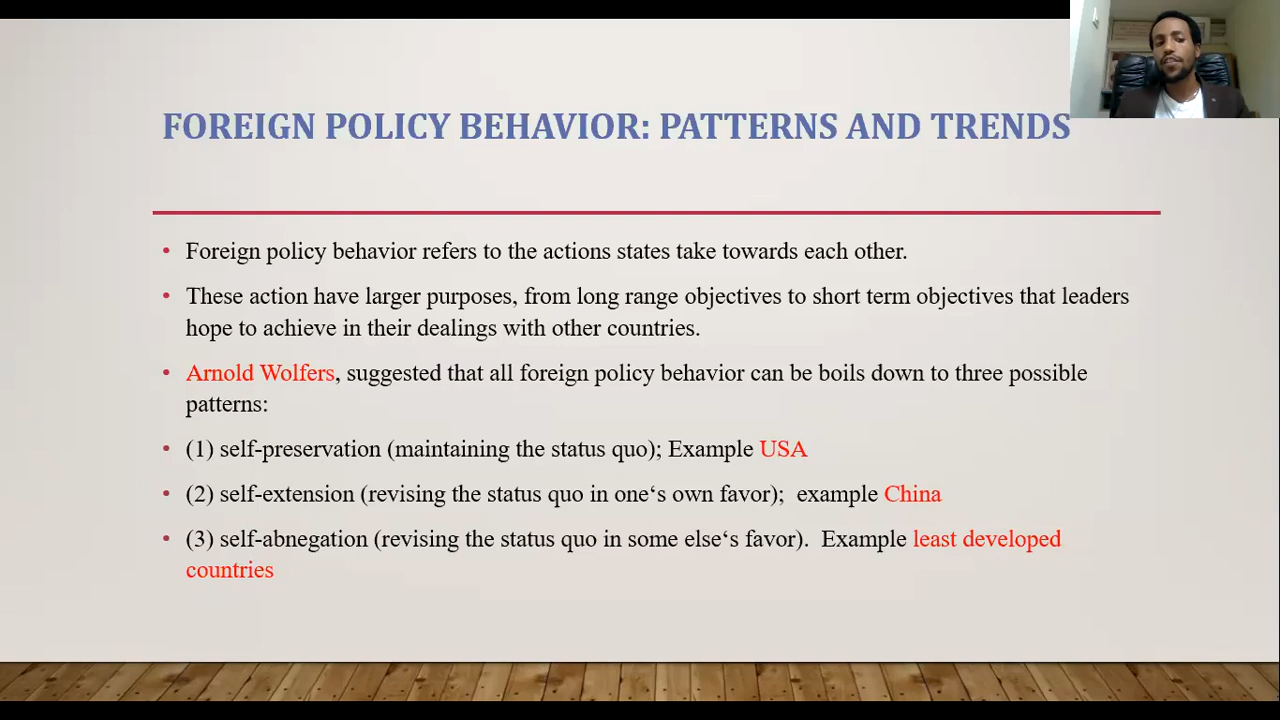 FOREIGN POLICY BEHAVIOR: PATTERNS AND TRENDS
• Foreign policy behavior refers to the actions states take towards each other.
• These action have larger purposes, from long range objectives to short term objectives that leaders
hope to achieve in their dealings with other countries.
• Arnold Wolfers, suggested that all foreign policy behavior can be boils down to three possible
patterns:
• (1) self-preservation (maintaining the status quo); Example USA
• (2) self-extension (revising the status quo in one‘s own favor);  example China
• (3) self-abnegation (revising the status quo in some else‘s favor).  Example least developed
countries